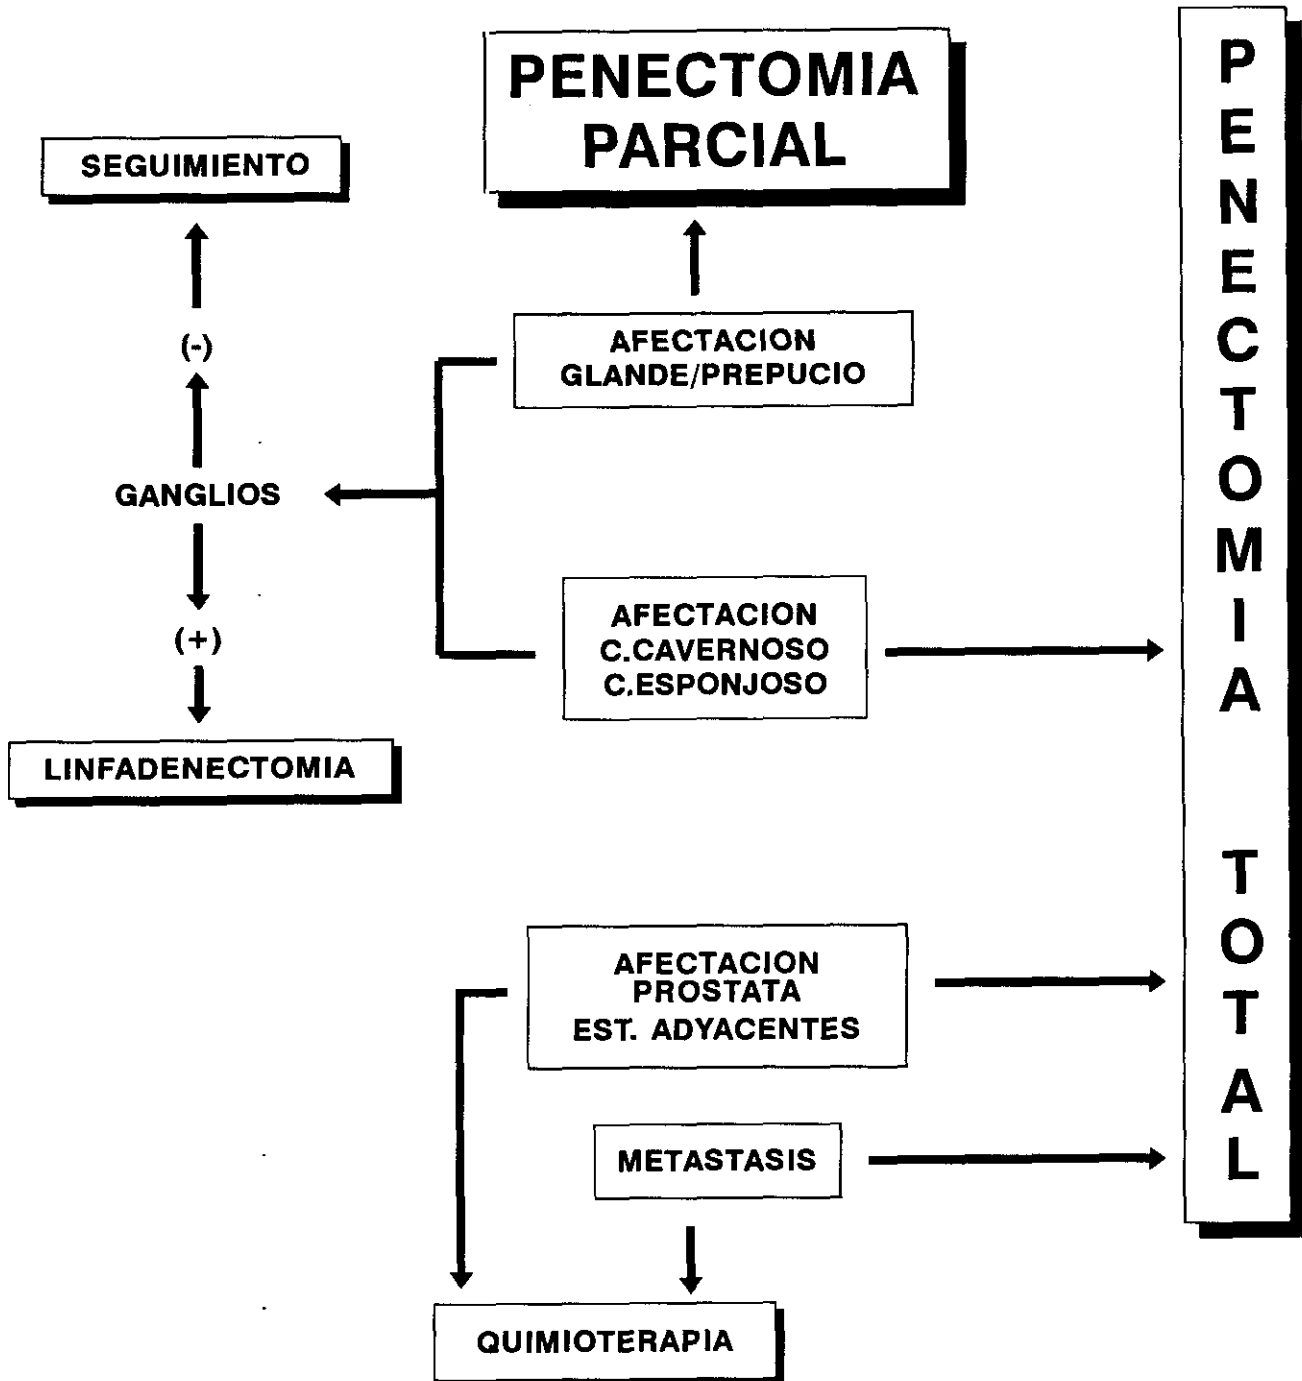 PENECTOMIA
PARCIAL
SEGUIMIENTO
(-)
AFECTACION
GLANDE/PREPUCIO
GANGLIOS
(+)
AFECTACION
C.CAVERNOSO
C.ESPONJOSO
LINFADENECTOMIA
AFECTACION
PROSTATA
EST. ADYACENTES
METASTASIS
QUIMIOTERAPIA
PENECTOMIA TOTAL